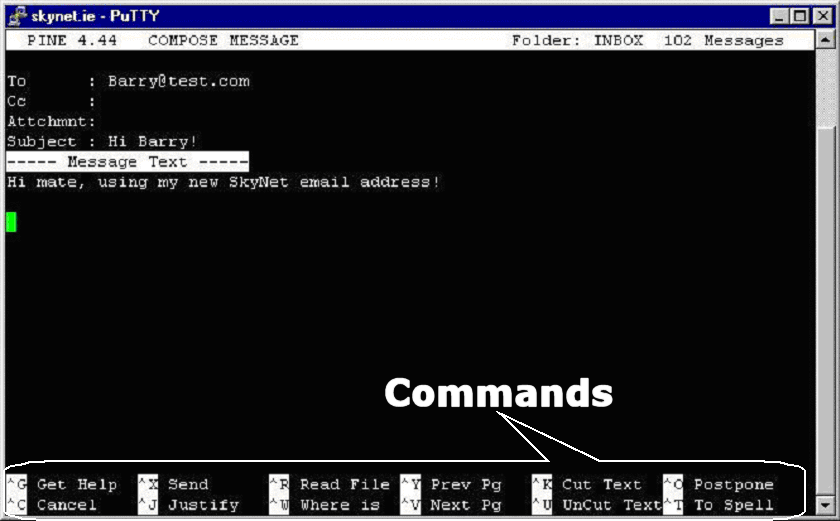 skynet.ie - PuTTY
PINE 4.44 COMPOSE MESSAGE Folder: INBOX 102 Messages
To : Barry@test.com
Cc :
Attchmnt:
Subject : Hi Barry!
----- Message Text -----
Hi mate, using my new SkyNet email address!
Commands
^G Get Help ^X Send ^R Read File ^Y Prev Pg ^K Cut Text ^O Postpone
^C Cancel ^J Justify ^W Where is ^V Next Pg ^U UnCut Text ^T To Spell